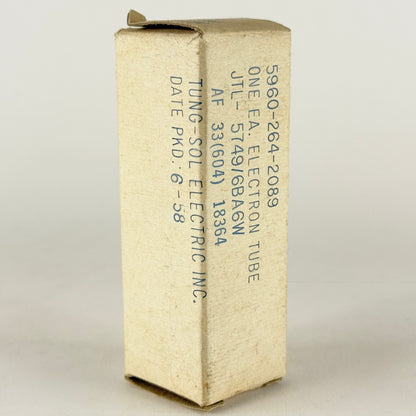 5960-264-2089
ONE EA. ELECTRON TUBE
JTL- 5749/6BA6W
AF 33(604) 18364
TUNG-SOL ELECTRIC INC.
DATE PKD. 6-58